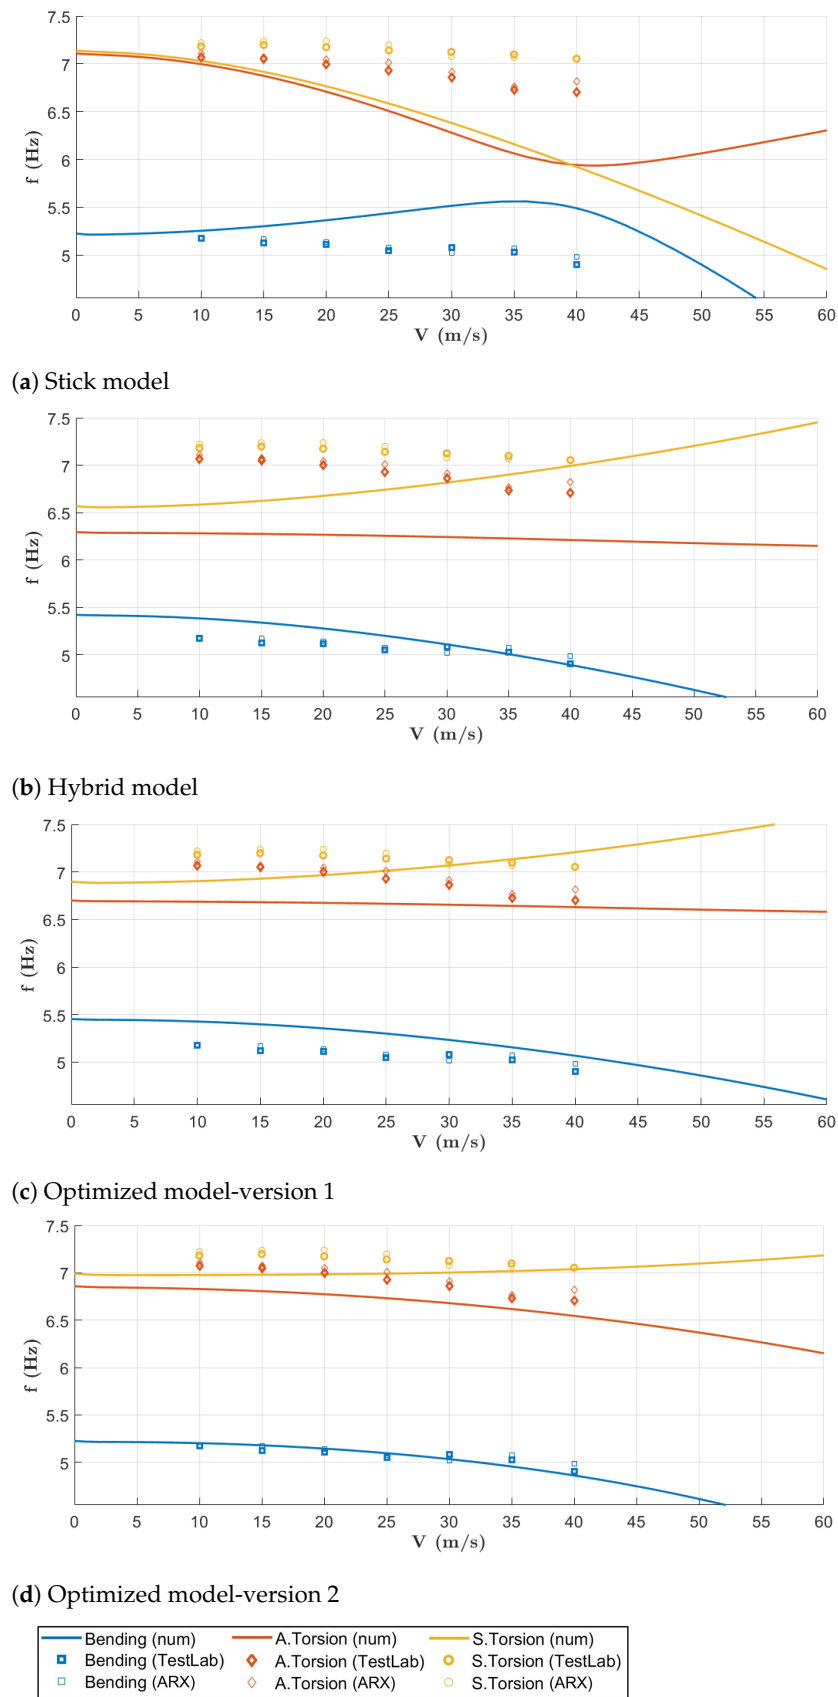 7.5
7
6.5
6
5.5
5
f (Hz)
0 5 10 15 20 25 30 35 40 45 50 55 60
V (m/s)
(a) Stick model
7.5
7
6.5
6
5.5
5
f (Hz)
0 5 10 15 20 25 30 35 40 45 50 55 60
V (m/s)
(b) Hybrid model
7.5
7
6.5
6
5.5
5
f (Hz)
0 5 10 15 20 25 30 35 40 45 50 55 60
V (m/s)
(c) Optimized model-version 1
7.5
7
6.5
6
5.5
5
f (Hz)
0 5 10 15 20 25 30 35 40 45 50 55 60
V (m/s)
(d) Optimized model-version 2
Bending (num) A.Torsion (num) S.Torsion (num)
Bending (TestLab) A.Torsion (TestLab) S.Torsion (TestLab)
Bending (ARX) A.Torsion (ARX) S.Torsion (ARX)